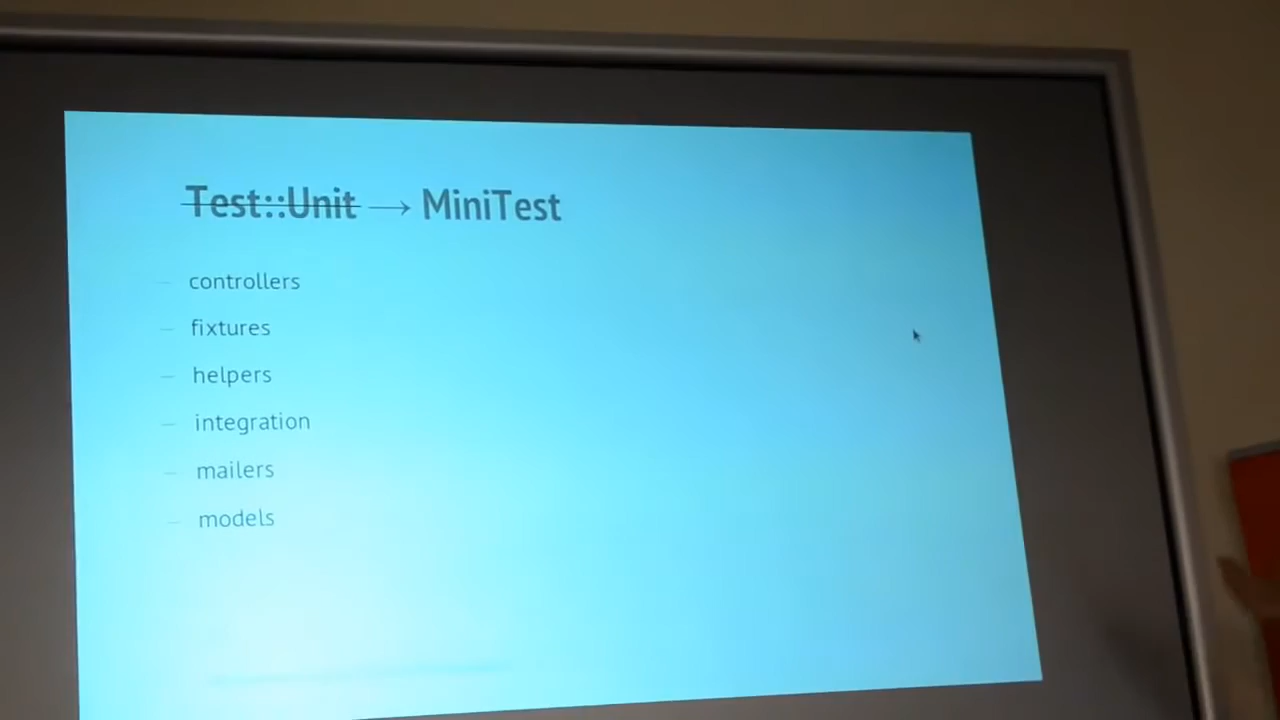 Test::Unit → MiniTest
– controllers
– fixtures
– helpers
– integration
– mailers
– models